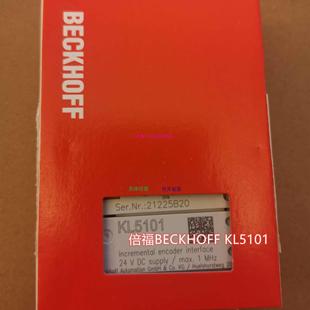 BECKHOFF
Ser.Nr.:21225B20
KL5101
倍福BECKHOFF KL5101
Incremental encoder interface
24 V DC supply / max. 1 MHz